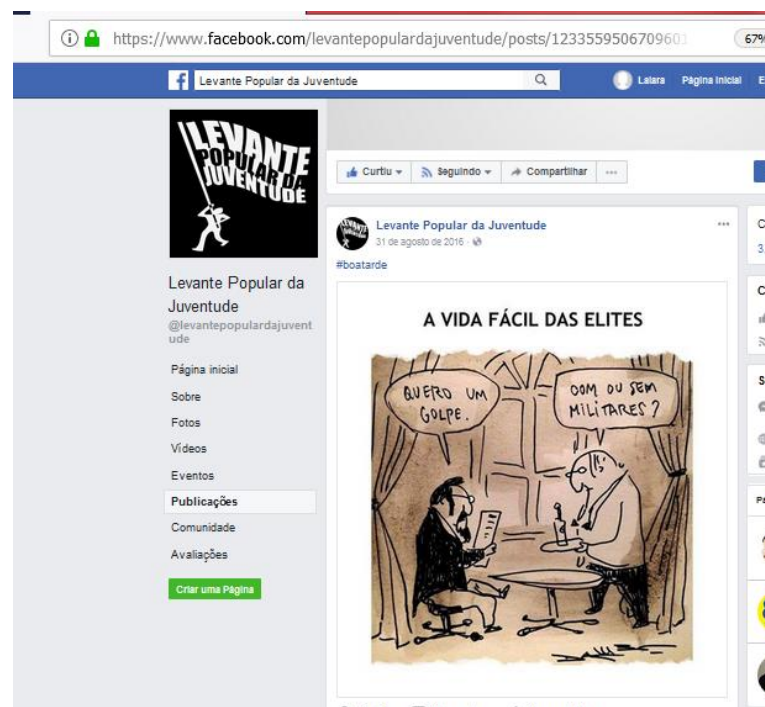 https://www.facebook.com/levantepopulardajuventude/posts/1233559506709601
67%
Levante Popular da Juventude
Laiara
Página Inicial
LEVANTE
POPULAR DA
JUVENTUDE
Curtiu
Seguindo
Compartilhar
Levante Popular da Juventude
31 de agosto de 2016
#boatarde
Levante Popular da
Juventude
@levantepopulardajuvent
ude
Página inicial
Sobre
Fotos
Vídeos
Eventos
Publicações
Comunidade
Avaliações
Criar uma Página
A VIDA FÁCIL DAS ELITES
QUERO UM
GOLPE.
COM OU SEM
MILITARES?